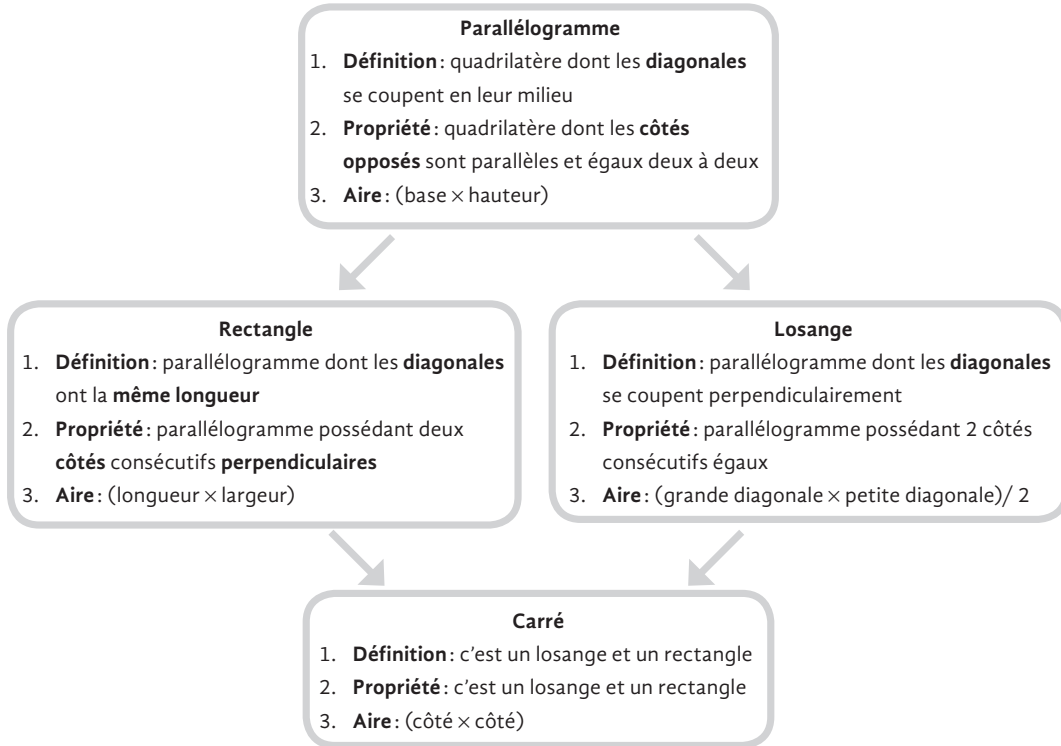 Parallélogramme
1. Définition : quadrilatère dont les diagonales
se coupent en leur milieu
2. Propriété : quadrilatère dont les côtés
opposés sont parallèles et égaux deux à deux
3. Aire : (base × hauteur)
Rectangle
1. Définition : parallélogramme dont les diagonales
ont la même longueur
2. Propriété : parallélogramme possédant deux
côtés consécutifs perpendiculaires
3. Aire : (longueur × largeur)
Losange
1. Définition : parallélogramme dont les diagonales
se coupent perpendiculairement
2. Propriété : parallélogramme possédant 2 côtés
consécutifs égaux
3. Aire : (grande diagonale × petite diagonale)/ 2
Carré
1. Définition : c'est un losange et un rectangle
2. Propriété : c'est un losange et un rectangle
3. Aire : (côté × côté)